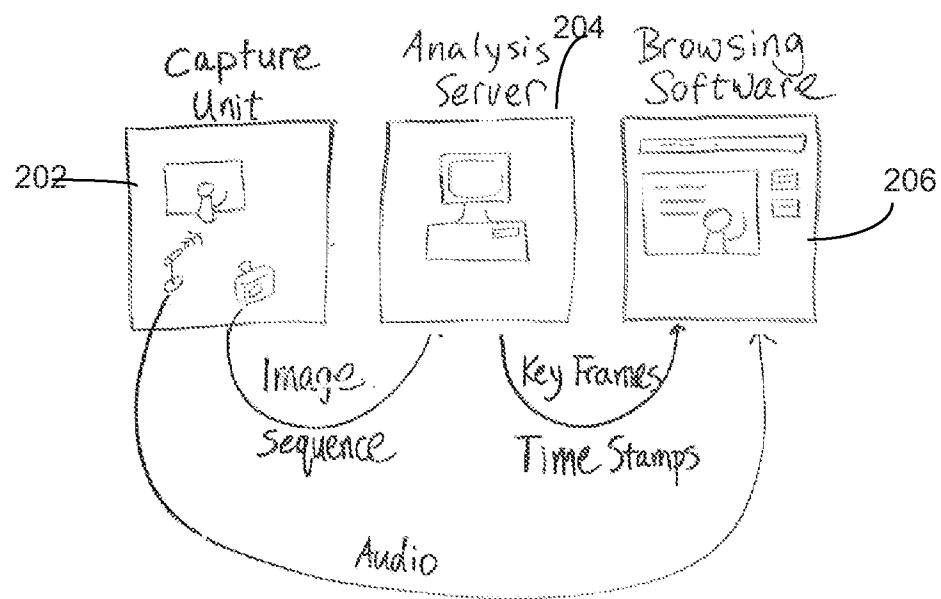 Capture
Unit
Analysis
Server
Browsing
Software
202
204
206
Image
Sequence
Key Frames
Time Stamps
Audio